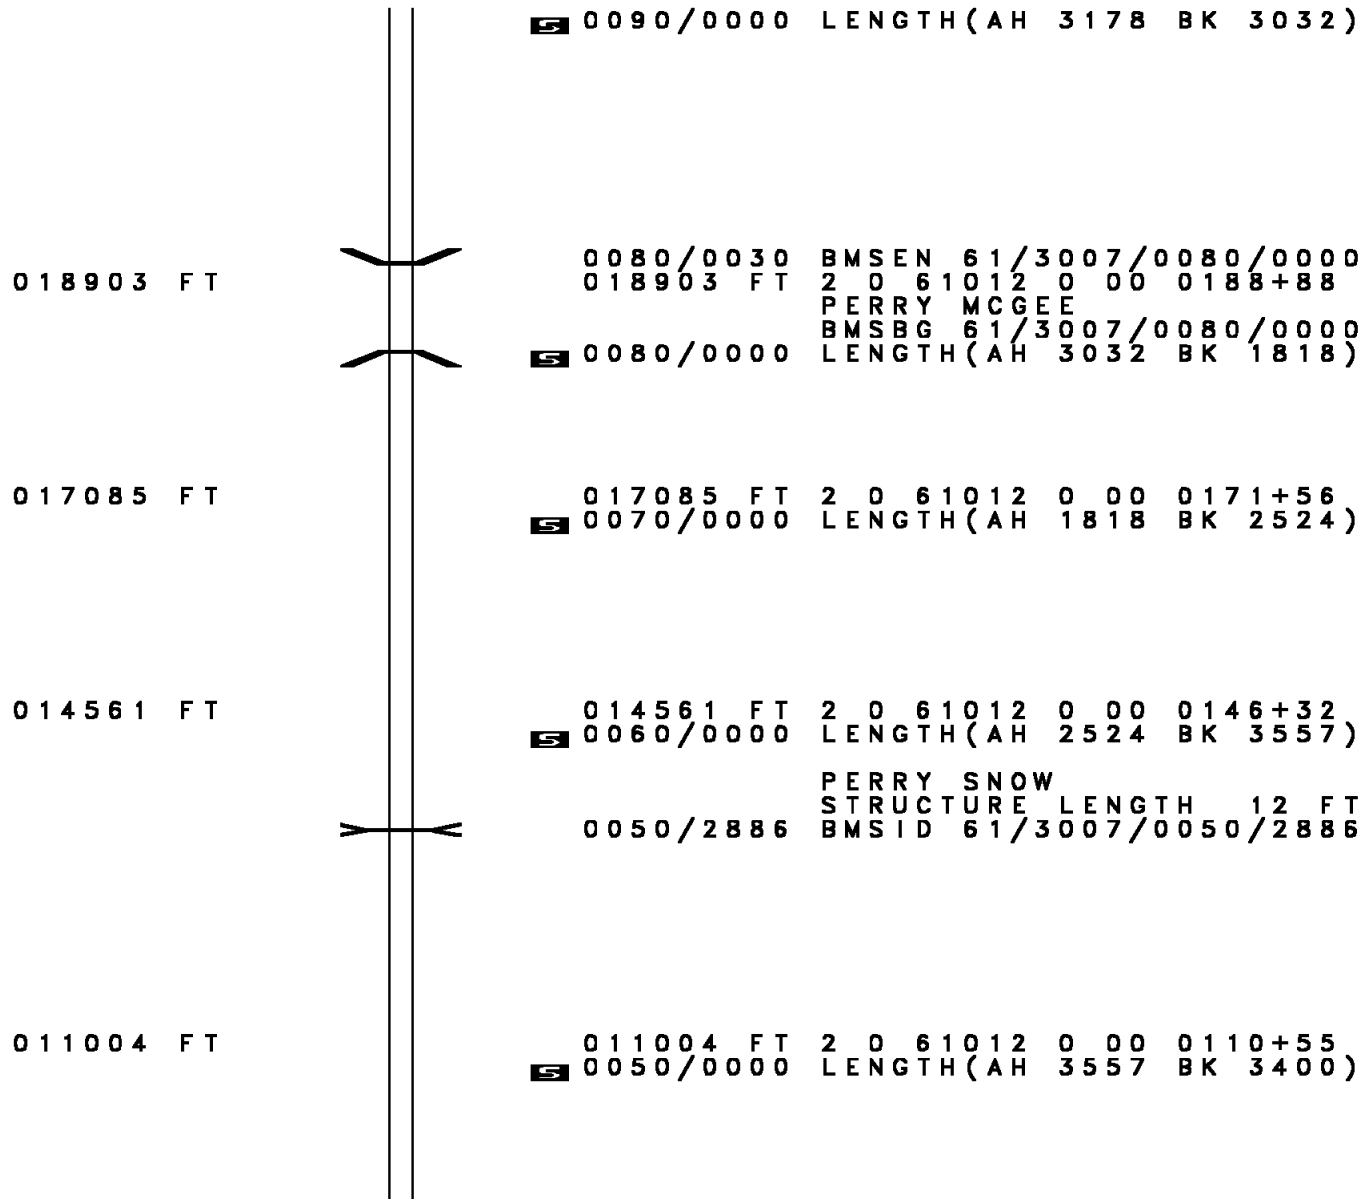 5 0090/0000 LENGTH(AH 3178 BK 3032)
0080/0030 BMSEN 61/3007/0080/0000
018903 FT 018903 FT 2 0 61012 0 00 0188+88
PERRY MCGEE
BMSBG 61/3007/0080/0000
5 0080/0000 LENGTH(AH 3032 BK 1818)
017085 FT 017085 FT 2 0 61012 0 00 0171+56
5 0070/0000 LENGTH(AH 1818 BK 2524)
014561 FT 014561 FT 2 0 61012 0 00 0146+32
5 0060/0000 LENGTH(AH 2524 BK 3557)
PERRY SNOW
STRUCTURE LENGTH 12 FT
0050/2886 BMSID 61/3007/0050/2886
011004 FT 011004 FT 2 0 61012 0 00 0110+55
5 0050/0000 LENGTH(AH 3557 BK 3400)